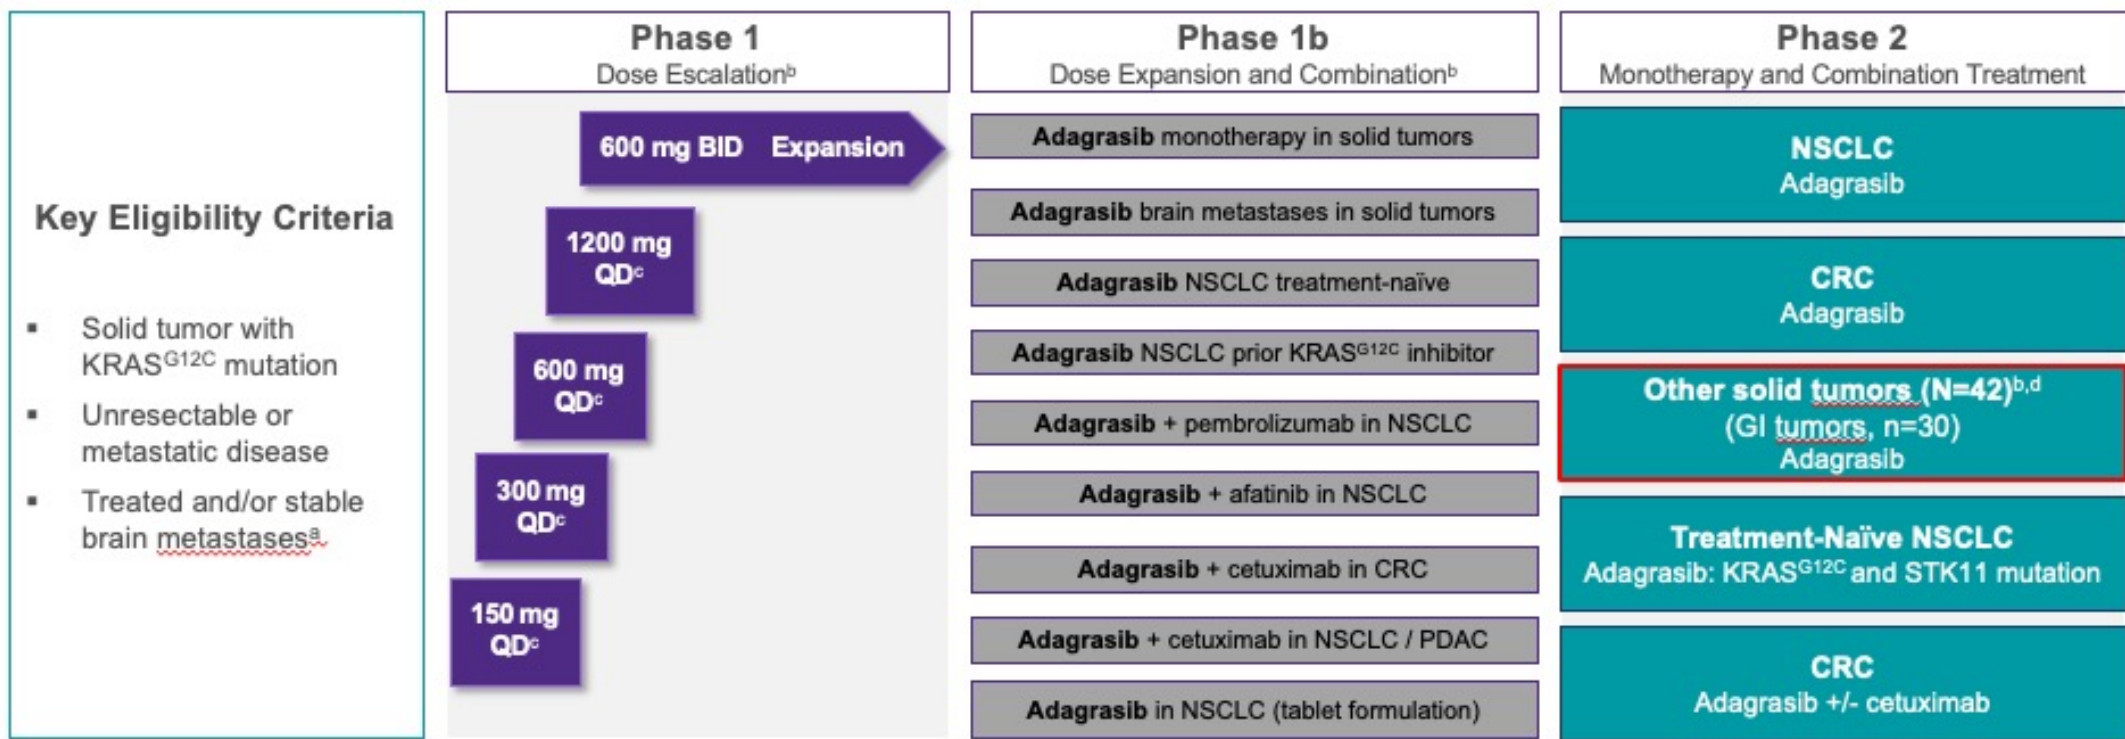 Key Eligibility Criteria
▪ Solid tumor with
KRASᴳ¹²ᶜ mutation
▪ Unresectable or
metastatic disease
▪ Treated and/or stable
brain metastasesᵃ
Phase 1
Dose Escalationᵇ
600 mg BID Expansion
1200 mg
QDᶜ
600 mg
QDᶜ
300 mg
QDᶜ
150 mg
QDᶜ
Phase 1b
Dose Expansion and Combinationᵇ
Adagrasib monotherapy in solid tumors
Adagrasib brain metastases in solid tumors
Adagrasib NSCLC treatment-naïve
Adagrasib NSCLC prior KRASᴳ¹²ᶜ inhibitor
Adagrasib + pembrolizumab in NSCLC
Adagrasib + afatinib in NSCLC
Adagrasib + cetuximab in CRC
Adagrasib + cetuximab in NSCLC / PDAC
Adagrasib in NSCLC (tablet formulation)
Phase 2
Monotherapy and Combination Treatment
NSCLC
Adagrasib
CRC
Adagrasib
Other solid tumors (N=42)ᵇ,ᵈ
(GI tumors, n=30)
Adagrasib
Treatment-Naïve NSCLC
Adagrasib: KRASᴳ¹²ᶜ and STK11 mutation
CRC
Adagrasib +/- cetuximab